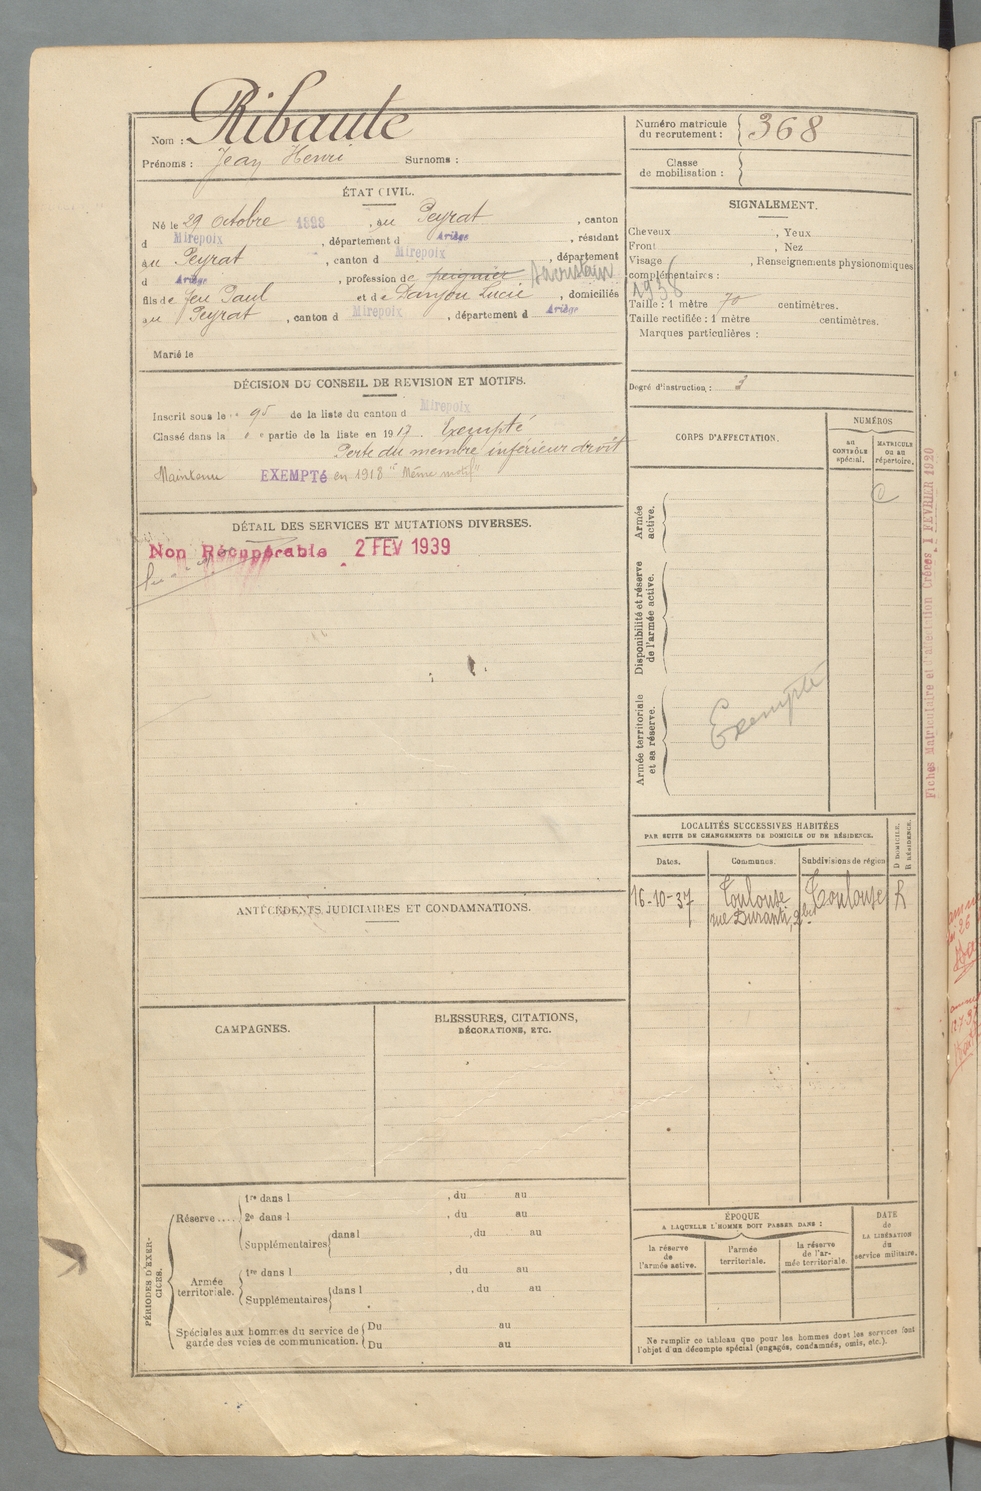 Nom : Ribaute
Prénoms : Jean Henri Surnoms :
ÉTAT CIVIL.
Né le 29 Octobre 1898, au Peyrat, canton
d Mirepoix, département d Ariège, résidant
au Peyrat, canton d Mirepoix, département
d Ariège, profession de peignier
fils de feu Paul et de Danjou Lucie, domiciliés
au Peyrat, canton d Mirepoix, département d Ariège
Marié le
DÉCISION DU CONSEIL DE REVISION ET MOTIFS.
Inscrit sous le n° 95 de la liste du canton d Mirepoix
Classé dans la e partie de la liste en 1917. Exempté
Perte du membre inférieur droit
Maintenu EXEMPTé en 1918 "Même motif"
DÉTAIL DES SERVICES ET MUTATIONS DIVERSES.
Non Récupérable 2 FEV 1939
ANTÉCÉDENTS JUDICIAIRES ET CONDAMNATIONS.
CAMPAGNES.
BLESSURES, CITATIONS,
DÉCORATIONS, ETC.
PÉRIODES D'EXER-
CICES.
Réserve....
1re dans l , du au
2e dans l , du au
Supplémentaires dans l , du au
Armée
territoriale.
1re dans l , du au
Supplémentaires dans l , du au
Spéciales aux hommes du service de
garde des voies de communication.
Du au
Du au
Numéro matricule
du recrutement : 368
Classe
de mobilisation :
SIGNALEMENT.
Cheveux , Yeux
Front , Nez
Visage , Renseignements physionomiques
complémentaires :
1938
Taille : 1 mètre 70 centimètres.
Taille rectifiée : 1 mètre centimètres.
Marques particulières :
Degré d'instruction : 3
CORPS D'AFFECTATION.
NUMÉROS
au
CONTRÔLE
spécial.
MATRICULE
ou au
répertoire.
Armée
active.
Disponibilité et réserve
de l'armée active.
Armée territoriale
et sa réserve.
Exempté
LOCALITÉS SUCCESSIVES HABITÉES
PAR SUITE DE CHANGEMENTS DE DOMICILE OU DE RÉSIDENCE.
Dates.
Communes.
Subdivisions de région
D DOMICILE.
R RÉSIDENCE.
16-10-37 Toulouse Toulouse R
rue Duranti, 2 bis
ÉPOQUE
A LAQUELLE L'HOMME DOIT PASSER DANS :
la réserve
de
l'armée active.
l'armée
territoriale.
la réserve
de l'ar-
mée territoriale.
DATE
de
LA LIBÉRATION
du
service militaire.
Ne remplir ce tableau que pour les hommes dont les services font
l'objet d'un décompte spécial (engagés, condamnés, omis, etc.).
Fiches Matriculaire et d'affectation Créées 1 FEVRIER 1920